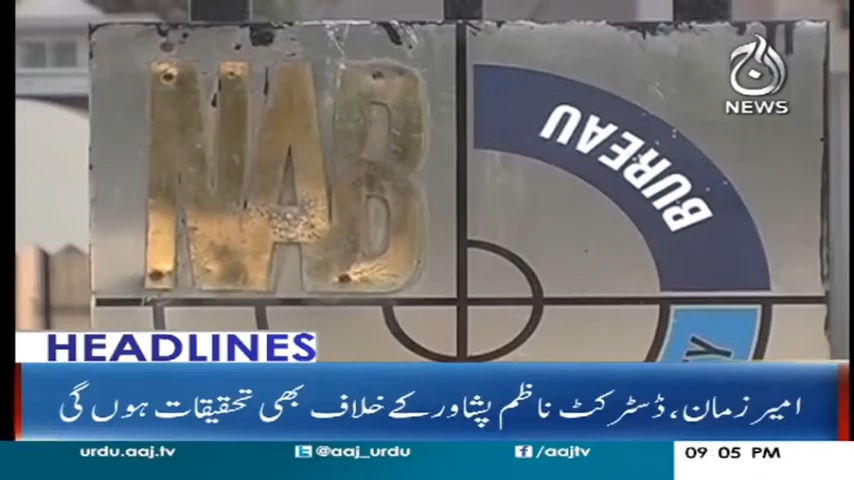 NAB
BUREAU
آج
NEWS
HEADLINES
امیر زمان، ڈسٹرکٹ ناظم پشاور کے خلاف بھی تحقیقات ہوں گی
urdu.aaj.tv
@aaj_urdu
/aajtv
09 05 PM